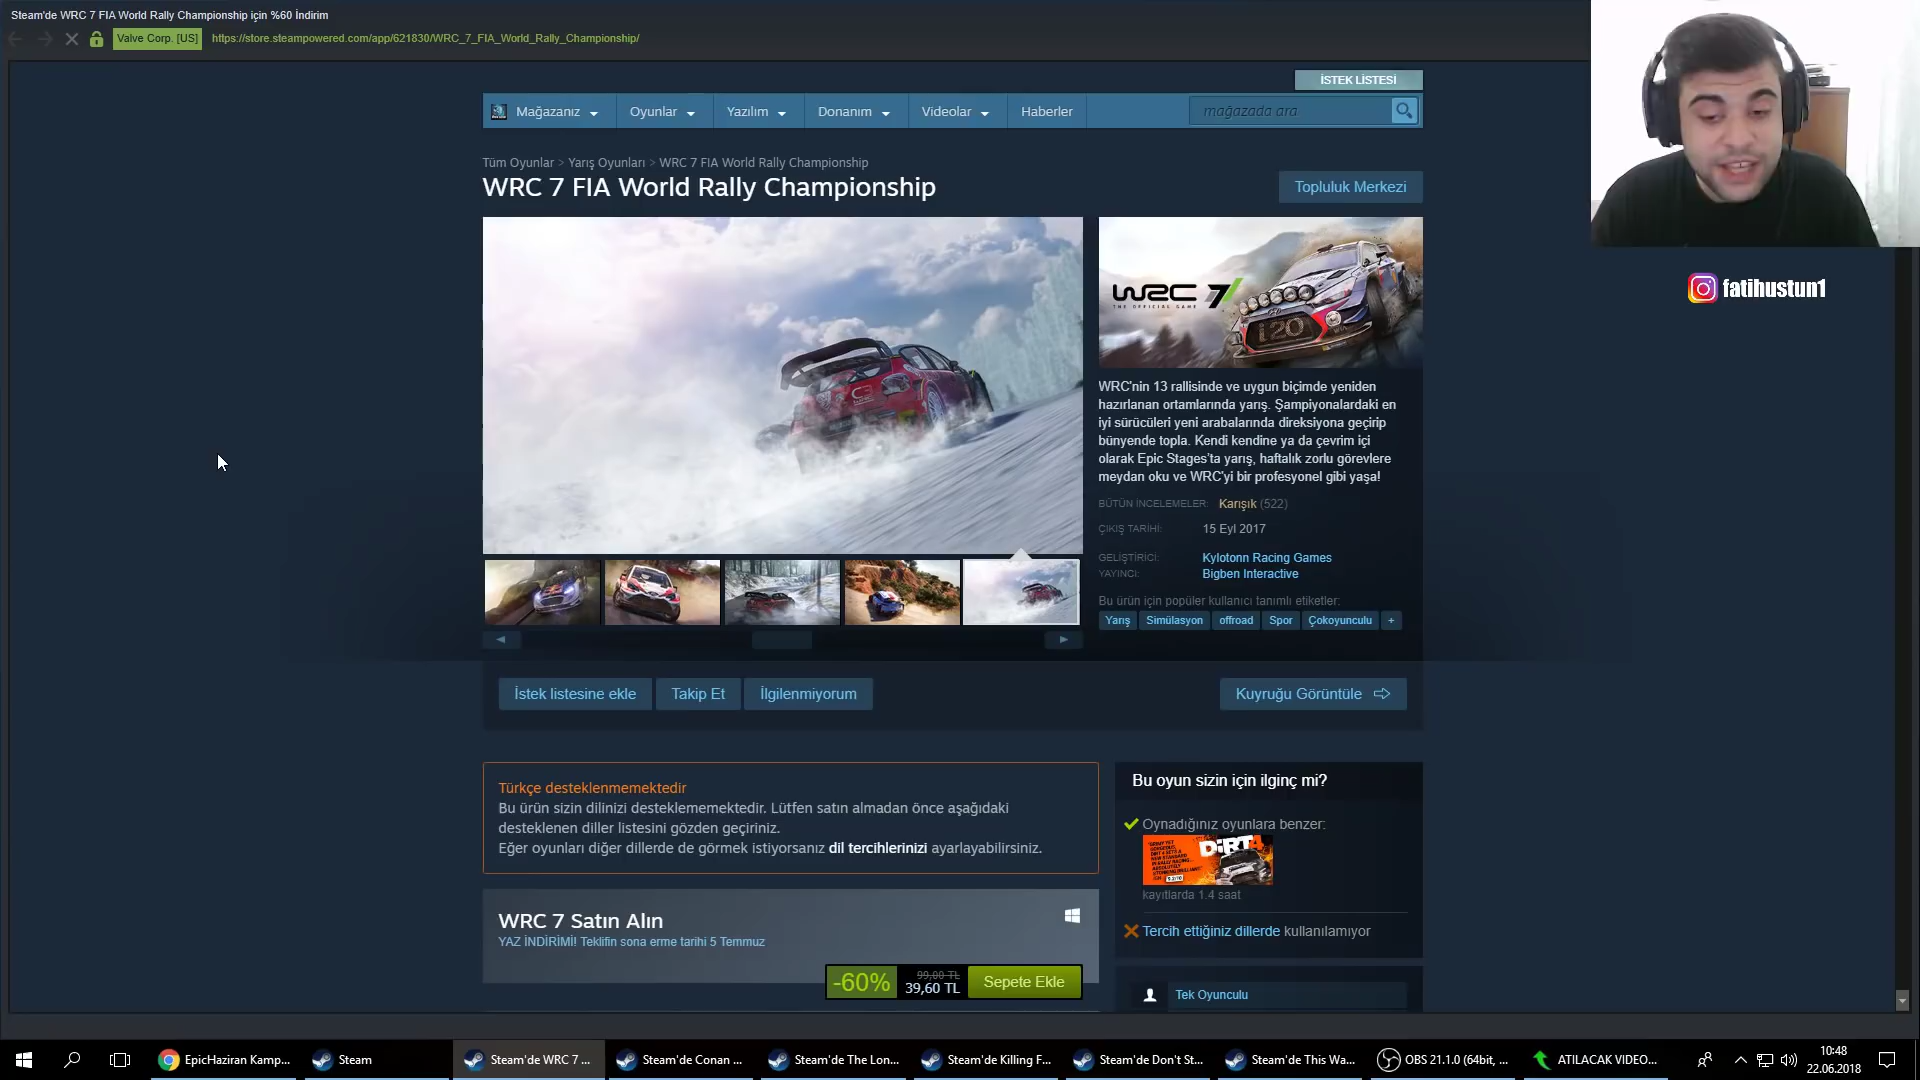 Steam'de WRC 7 FIA World Rally Championship için %60 İndirim
Valve Corp. [US]
https://store.steampowered.com/app/621830/WRC_7_FIA_World_Rally_Championship/
İSTEK LİSTESİ
Mağazanız
Oyunlar
Yazılım
Donanım
Videolar
Haberler
mağazada ara
Tüm Oyunlar > Yarış Oyunları > WRC 7 FIA World Rally Championship
WRC 7 FIA World Rally Championship
Topluluk Merkezi
fatihustun1
WRC 7
THE OFFICIAL GAME
i20
WRC'nin 13 rallisinde ve uygun biçimde yeniden
hazırlanan ortamlarında yarış. Şampiyonalardaki en
iyi sürücüleri yeni arabalarında direksiyona geçirip
bünyende topla. Kendi kendine ya da çevrim içi
olarak Epic Stages'ta yarış, haftalık zorlu görevlere
meydan oku ve WRC'yi bir profesyonel gibi yaşa!
BÜTÜN İNCELEMELER: Karışık (522)
ÇIKIŞ TARİHİ: 15 Eyl 2017
GELİŞTİRİCİ: Kylotonn Racing Games
YAYINCI: Bigben Interactive
Bu ürün için popüler kullanıcı tanımlı etiketler:
Yarış Simülasyon offroad Spor Çokoyunculu +
İstek listesine ekle
Takip Et
İlgilenmiyorum
Kuyruğu Görüntüle
Türkçe desteklenmemektedir
Bu ürün sizin dilinizi desteklememektedir. Lütfen satın almadan önce aşağıdaki
desteklenen diller listesini gözden geçiriniz.
Eğer oyunları diğer dillerde de görmek istiyorsanız dil tercihlerinizi ayarlayabilirsiniz.
Bu oyun sizin için ilginç mi?
Oynadığınız oyunlara benzer:
DiRT 4
kayıtlarda 1.4 saat
Tercih ettiğiniz dillerde kullanılamıyor
WRC 7 Satın Alın
YAZ İNDİRİMİ! Teklifin sona erme tarihi 5 Temmuz
-60%
99,00 TL
39,60 TL
Sepete Ekle
Tek Oyunculu
EpicHaziran Kamp...
Steam
Steam'de WRC 7 ...
Steam'de Conan ...
Steam'de The Lon...
Steam'de Killing F...
Steam'de Don't St...
Steam'de This Wa...
OBS 21.1.0 (64bit, ...
ATILACAK VIDEO...
10:48
22.06.2018